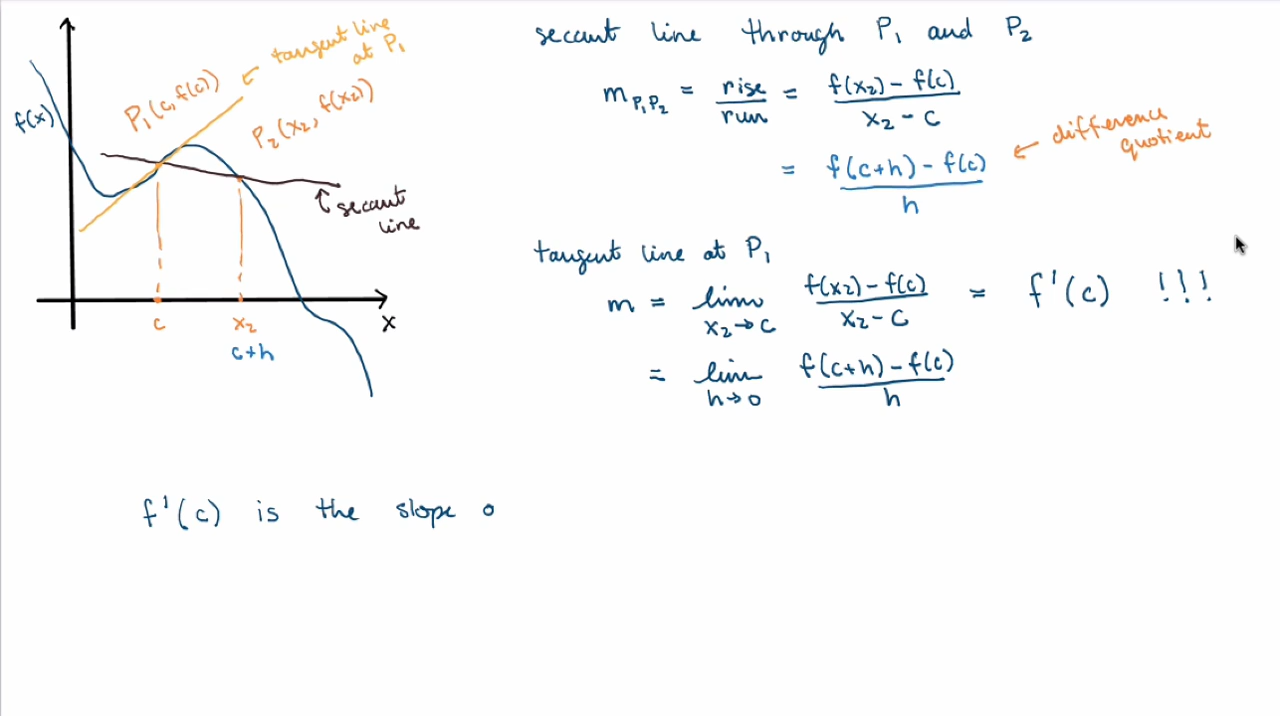 tangent line
at P₁
P₁(c, f(c))
P₂(x₂, f(x₂))
f(x)
↑ secant
line
c
x₂
c+h
x
secant line through P₁ and P₂
m_{P₁P₂} = rise/run = (f(x₂) - f(c))/(x₂ - c)
= (f(c+h) - f(c))/h ← difference quotient
tangent line at P₁
m = lim_{x₂→c} (f(x₂) - f(c))/(x₂ - c) = f'(c) !!!
= lim_{h→0} (f(c+h) - f(c))/h
f'(c) is the slope o